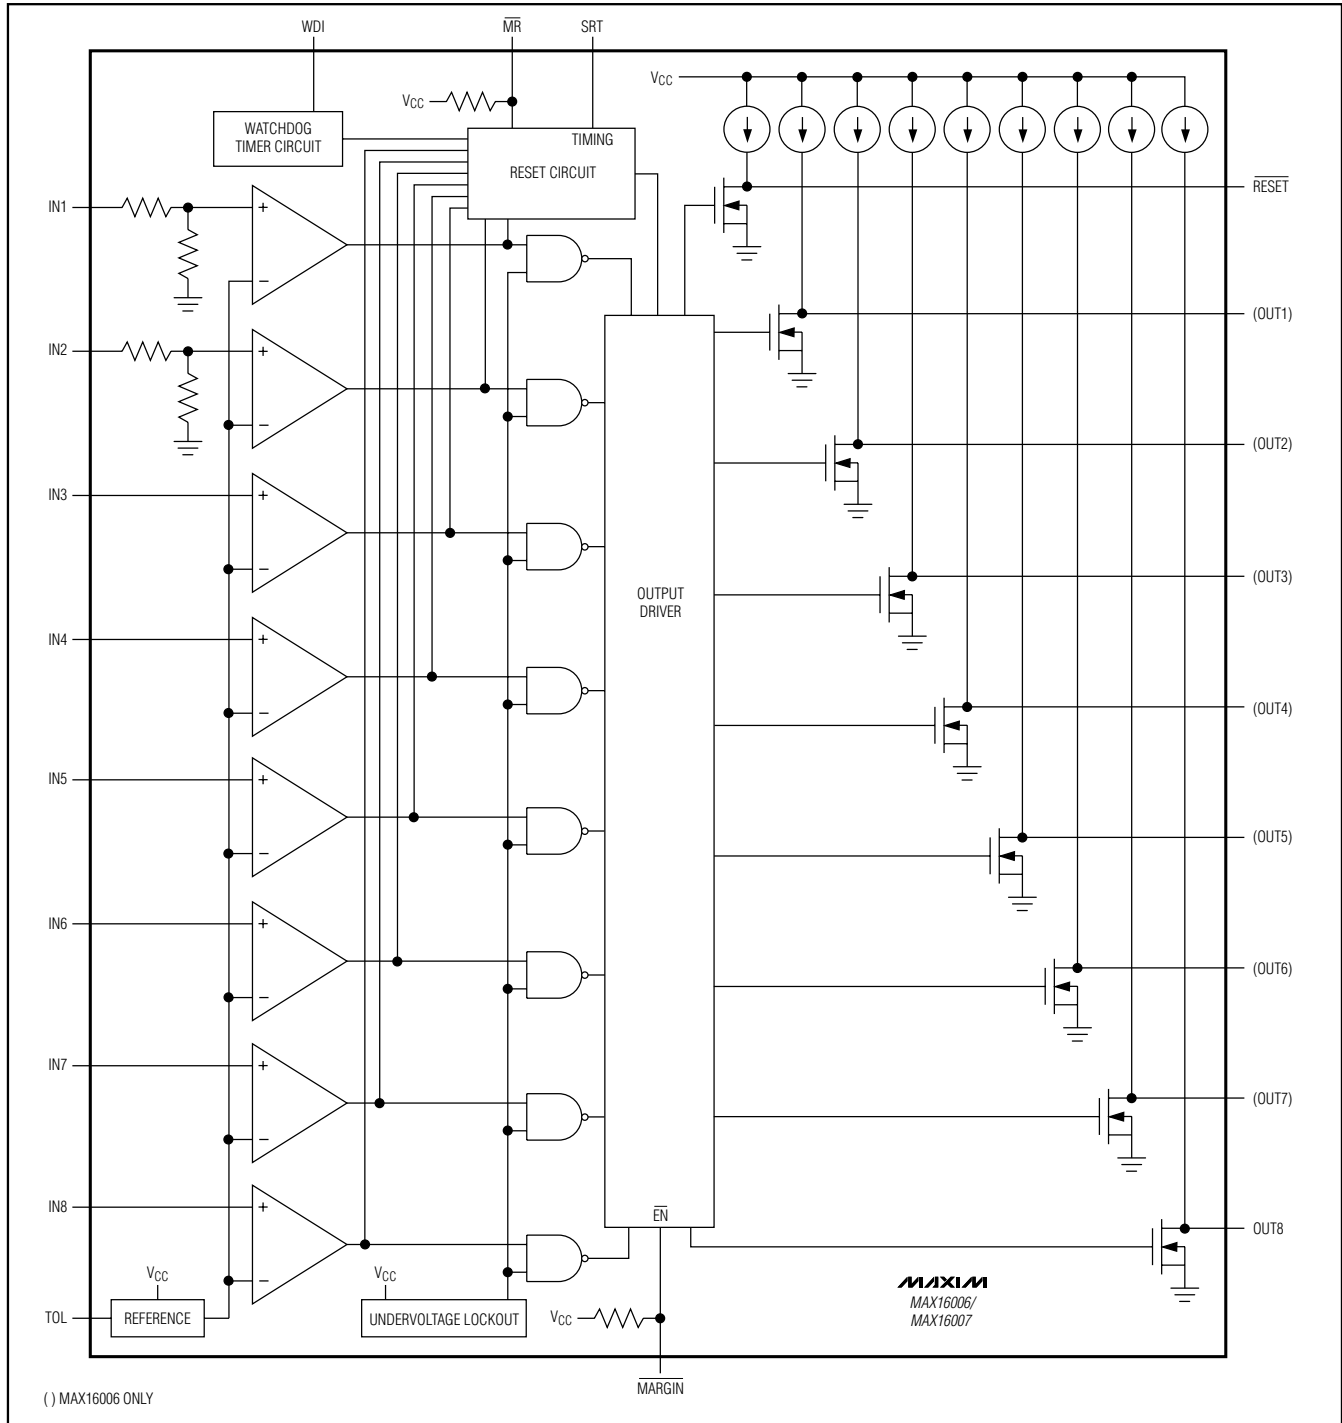 WDI
MR
SRT
VCC
VCC
WATCHDOG
TIMER CIRCUIT
TIMING
RESET CIRCUIT
RESET
IN1
+
−
(OUT1)
IN2
+
−
(OUT2)
IN3
+
−
(OUT3)
OUTPUT
DRIVER
IN4
+
−
(OUT4)
IN5
+
−
(OUT5)
IN6
+
−
(OUT6)
IN7
+
−
(OUT7)
IN8
+
−
EN
OUT8
VCC
VCC
TOL
REFERENCE
UNDERVOLTAGE LOCKOUT
VCC
MAXIM
MAX16006/
MAX16007
MARGIN
( ) MAX16006 ONLY